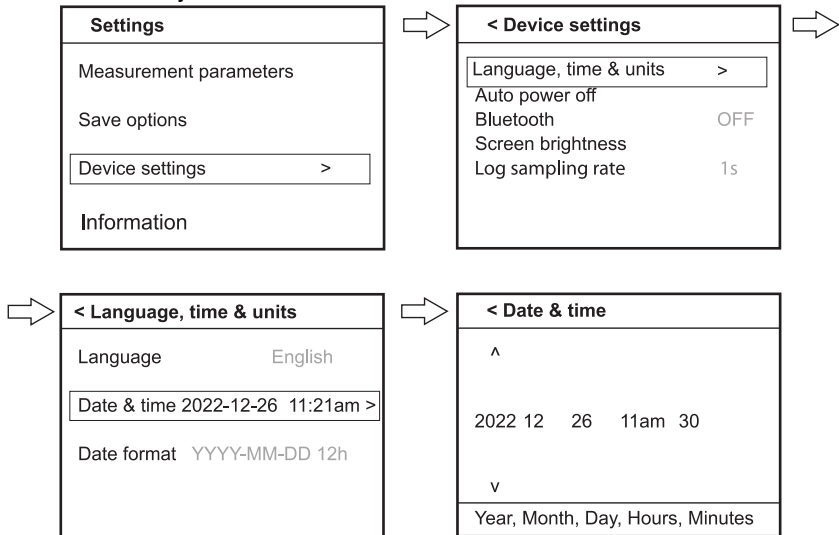 Settings
Measurement parameters
Save options
Device settings >
Information
< Device settings
Language, time & units >
Auto power off
Bluetooth OFF
Screen brightness
Log sampling rate 1s
< Language, time & units
Language English
Date & time 2022-12-26 11:21am >
Date format YYYY-MM-DD 12h
< Date & time
^
2022 12 26 11am 30
v
Year, Month, Day, Hours, Minutes